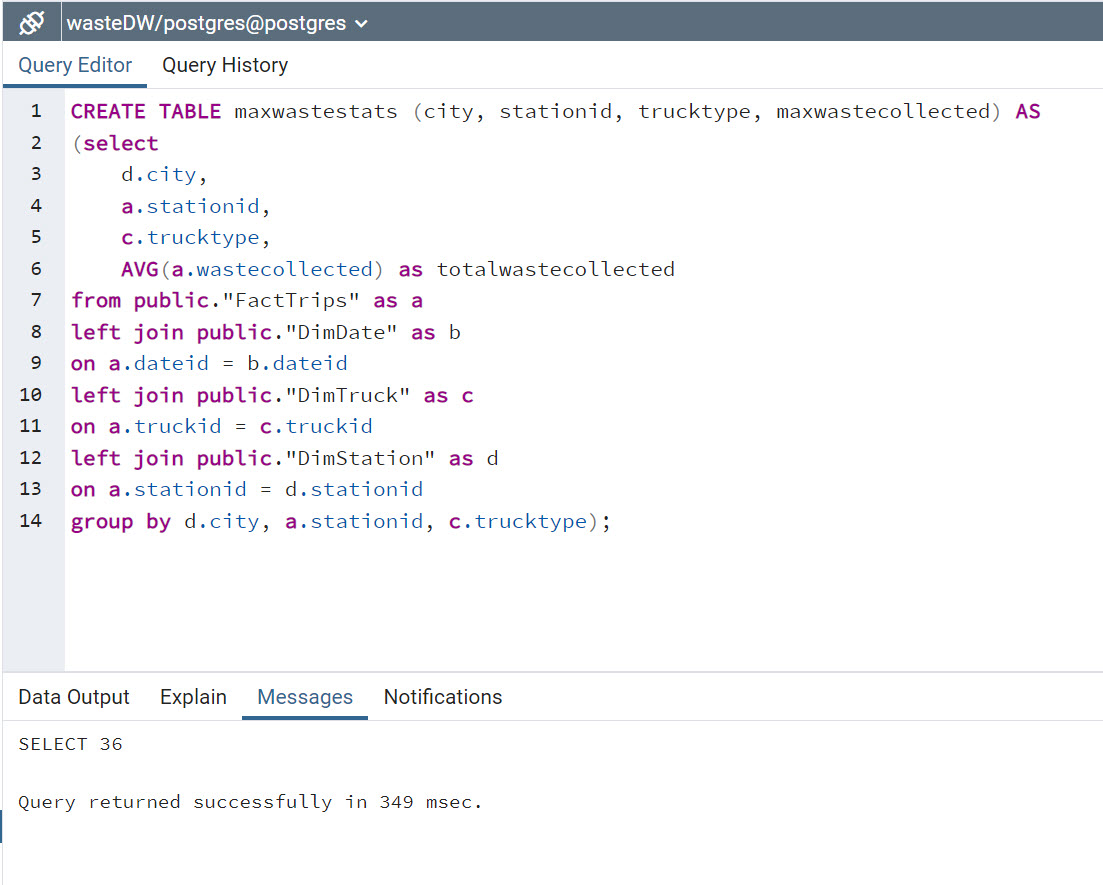 wasteDW/postgres@postgres
Query Editor Query History
1 CREATE TABLE maxwastestats (city, stationid, trucktype, maxwastecollected) AS
2 (select
3 d.city,
4 a.stationid,
5 c.trucktype,
6 AVG(a.wastecollected) as totalwastecollected
7 from public."FactTrips" as a
8 left join public."DimDate" as b
9 on a.dateid = b.dateid
10 left join public."DimTruck" as c
11 on a.truckid = c.truckid
12 left join public."DimStation" as d
13 on a.stationid = d.stationid
14 group by d.city, a.stationid, c.trucktype);
Data Output Explain Messages Notifications
SELECT 36
Query returned successfully in 349 msec.